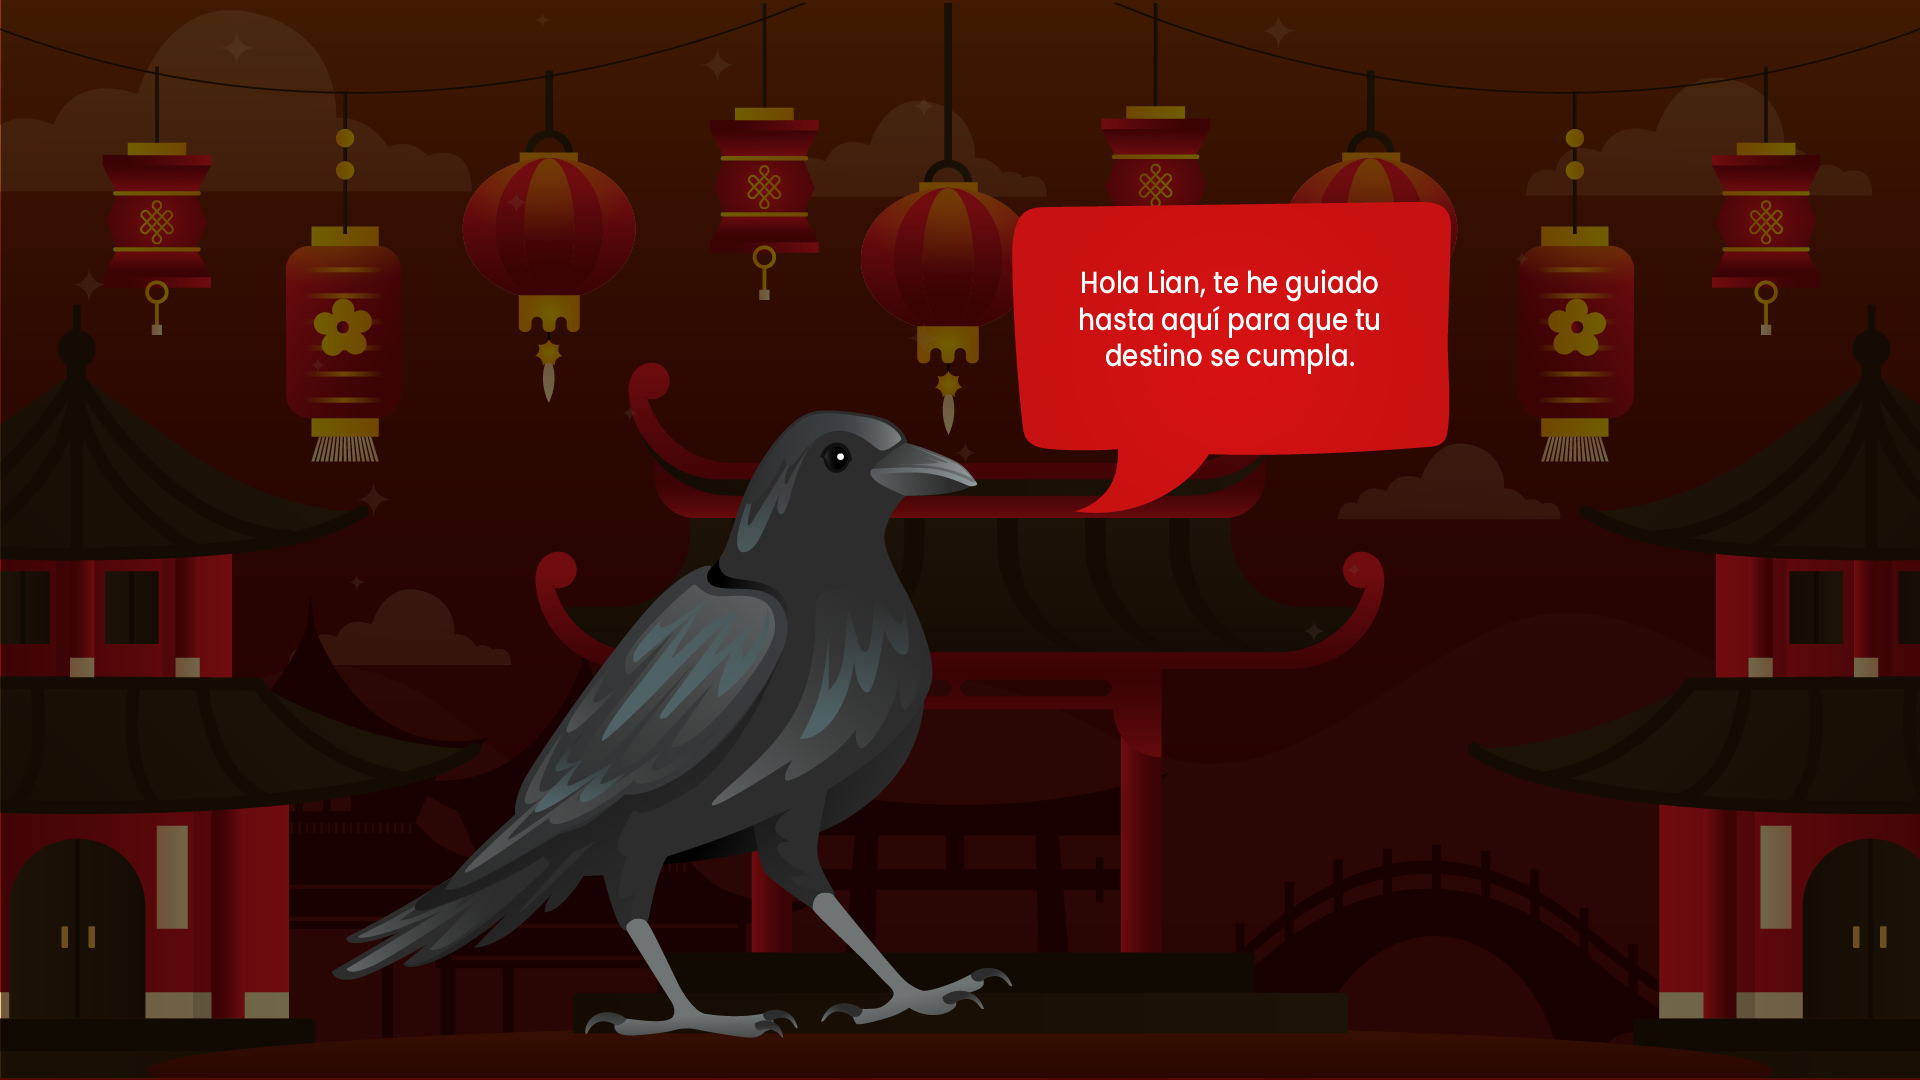 Hola Lian, te he guiado
hasta aquí para que tu
destino se cumpla.